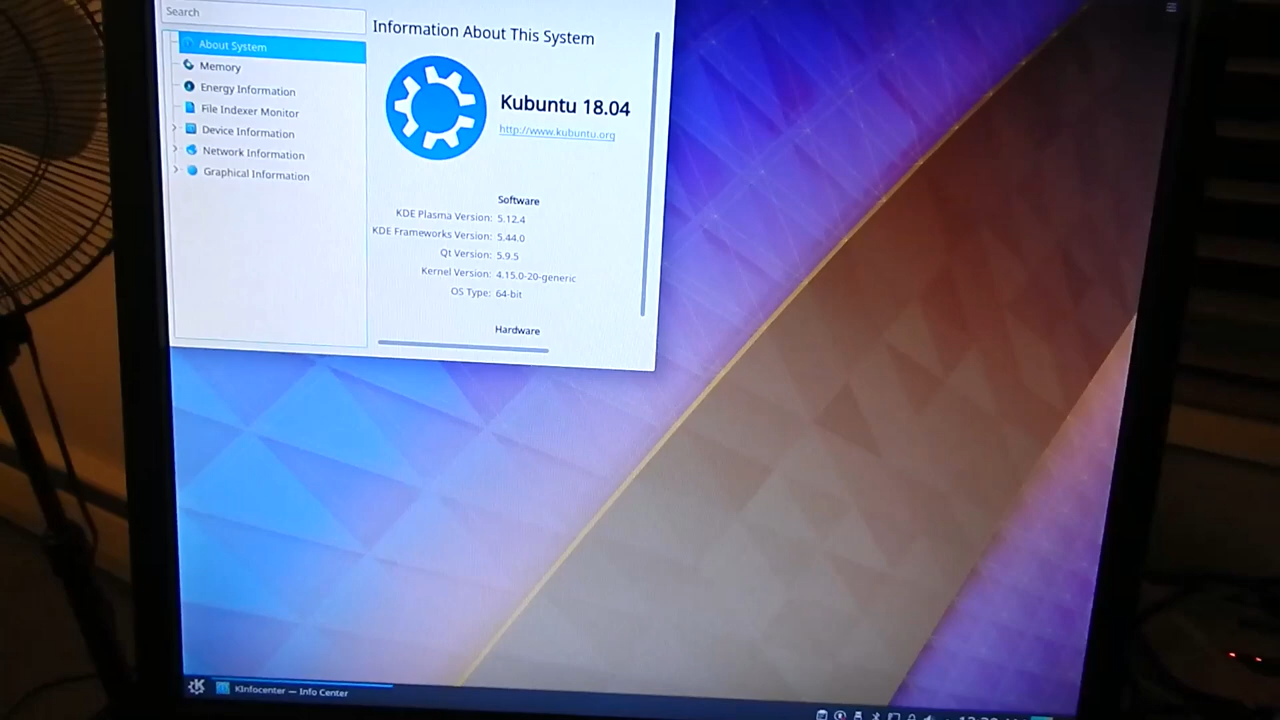 Search
About System
Memory
Energy Information
File Indexer Monitor
Device Information
Network Information
Graphical Information
Information About This System
Kubuntu 18.04
http://www.kubuntu.org
Software
KDE Plasma Version: 5.12.4
KDE Frameworks Version: 5.44.0
Qt Version: 5.9.5
Kernel Version: 4.15.0-20-generic
OS Type: 64-bit
Hardware
KInfocenter — Info Center